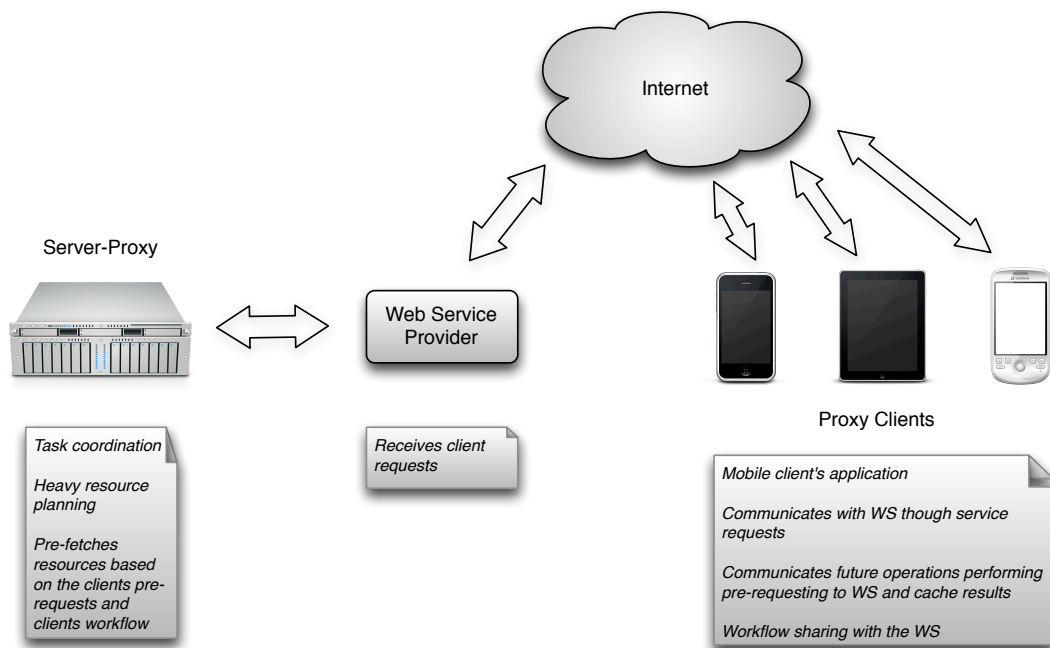 Internet
Server-Proxy
Web Service
Provider
Proxy Clients
Task coordination
Heavy resource
planning
Pre-fetches
resources based
on the clients pre-
requests and
clients workflow
Receives client
requests
Mobile client's application
Communicates with WS though service
requests
Communicates future operations performing
pre-requesting to WS and cache results
Workflow sharing with the WS